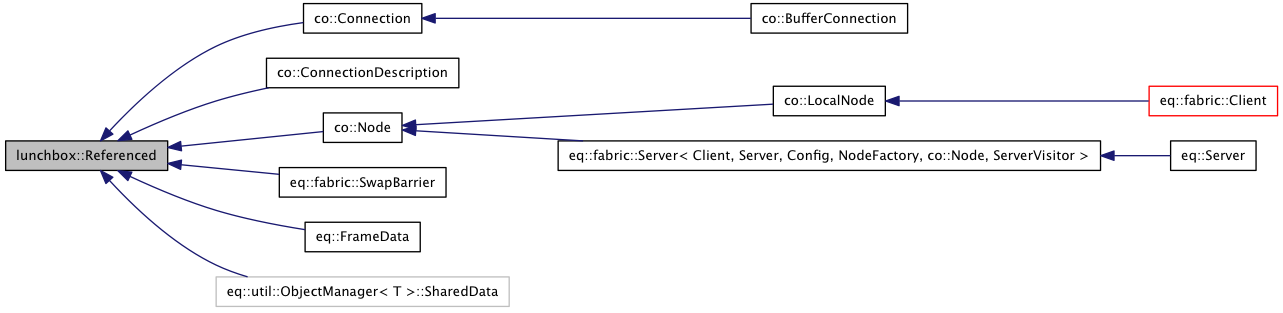 co::Connection
co::BufferConnection
co::ConnectionDescription
co::LocalNode
eq::fabric::Client
co::Node
lunchbox::Referenced
eq::fabric::Server< Client, Server, Config, NodeFactory, co::Node, ServerVisitor >
eq::Server
eq::fabric::SwapBarrier
eq::FrameData
eq::util::ObjectManager< T >::SharedData